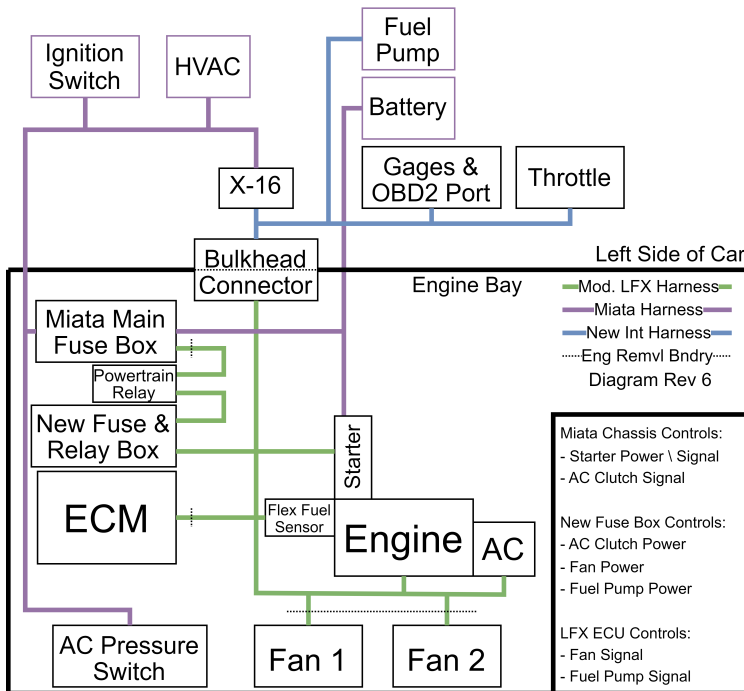 Fuel
Pump
Ignition
Switch
HVAC
Battery
X-16
Gages &
OBD2 Port
Throttle
Bulkhead
Connector
Left Side of Car
Engine Bay
Mod. LFX Harness
Miata Harness
New Int Harness
Eng Remvl Bndry
Diagram Rev 6
Miata Main
Fuse Box
Powertrain
Relay
New Fuse &
Relay Box
Starter
ECM
Flex Fuel
Sensor
Engine
AC
AC Pressure
Switch
Fan 1
Fan 2
Miata Chassis Controls:
- Starter Power \ Signal
- AC Clutch Signal
New Fuse Box Controls:
- AC Clutch Power
- Fan Power
- Fuel Pump Power
LFX ECU Controls:
- Fan Signal
- Fuel Pump Signal